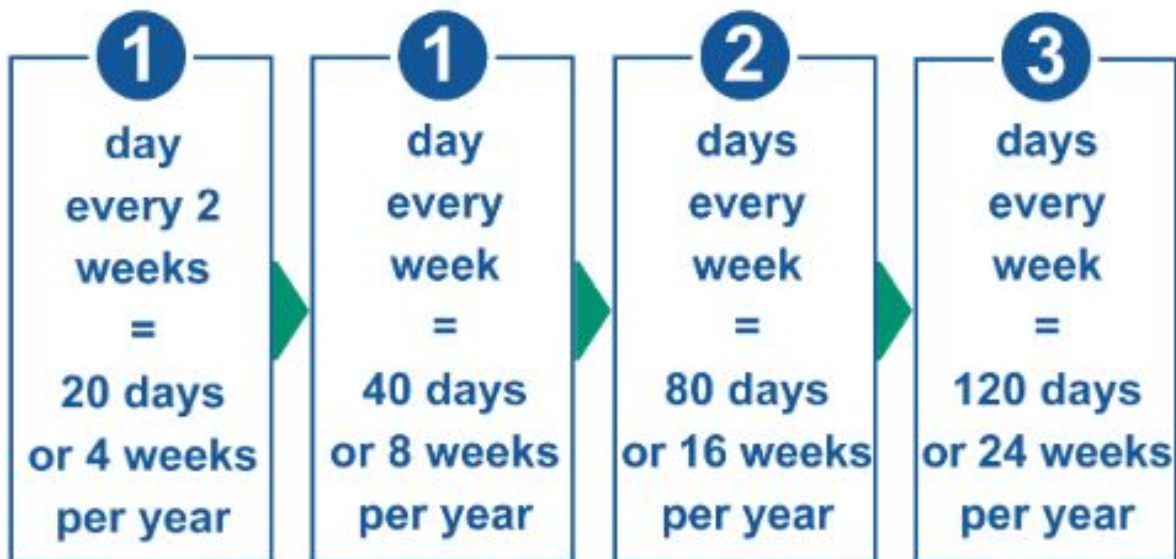 1
day
every 2
weeks
=
20 days
or 4 weeks
per year
1
day
every
week
=
40 days
or 8 weeks
per year
2
days
every
week
=
80 days
or 16 weeks
per year
3
days
every
week
=
120 days
or 24 weeks
per year